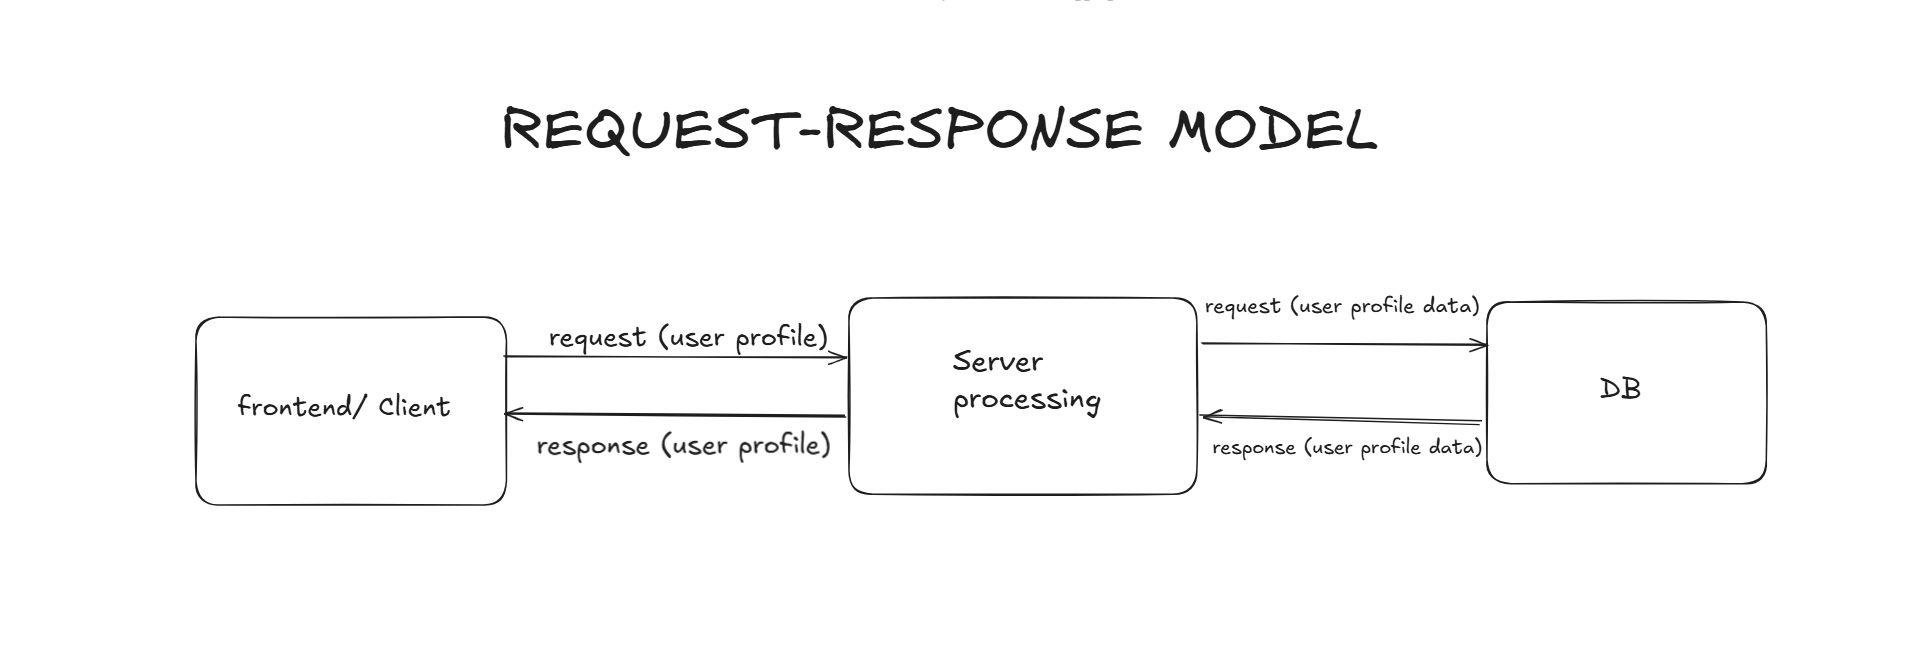 REQUEST-RESPONSE MODEL
frontend/ Client
request (user profile)
response (user profile)
Server
processing
request (user profile data)
response (user profile data)
DB